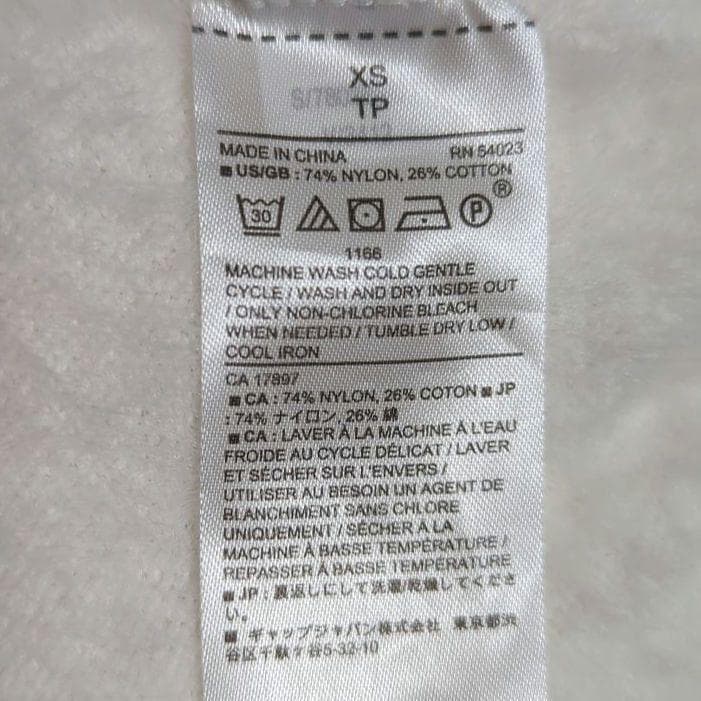 XS
TP
MADE IN CHINA RN 54023
■ US/GB : 74% NYLON, 26% COTTON
®
30 P
1166
MACHINE WASH COLD GENTLE
CYCLE / WASH AND DRY INSIDE OUT
/ ONLY NON-CHLORINE BLEACH
WHEN NEEDED / TUMBLE DRY LOW /
COOL IRON
CA 17897
■ CA : 74% NYLON, 26% COTON ■ JP
: 74% ナイロン, 26% 綿
■ CA : LAVER À LA MACHINE À L'EAU
FROIDE AU CYCLE DÉLICAT / LAVER
ET SÉCHER SUR L'ENVERS /
UTILISER AU BESOIN UN AGENT DE
BLANCHIMENT SANS CHLORE
UNIQUEMENT / SÉCHER À LA
MACHINE À BASSE TEMPÉRATURE /
REPASSER À BASSE TEMPÉRATURE
■ JP : 裏返しにして洗濯/乾燥してくださ
い。
■ ギャップジャパン株式会社 東京都渋
谷区千駄ヶ谷5-32-10